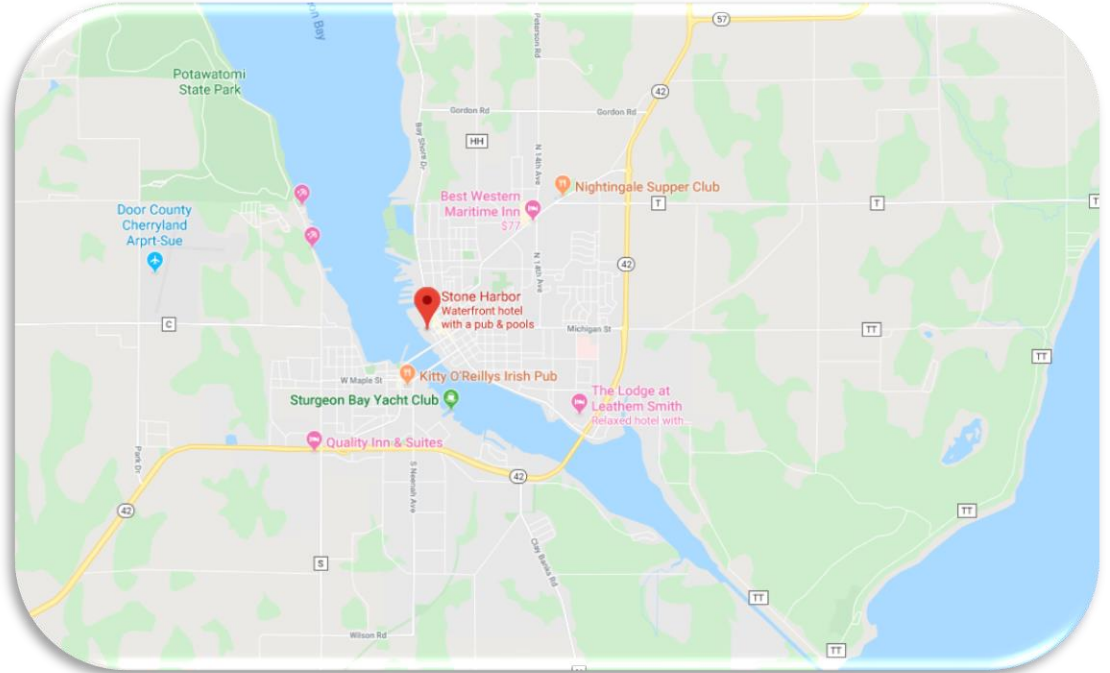 57
on Bay
Peterson Rd
Potawatomi
State Park
42
Gordon Rd
Gordon Rd
Bay Shore Dr
HH
N 14th Ave
Nightingale Supper Club
Best Western
Maritime Inn
$77
T
T
T
Door County
Cherryland
Arprt-Sue
N 14th Ave
42
Stone Harbor
Waterfront hotel
with a pub & pools
C
Michigan St
TT
TT
W Maple St
Kitty O'Reillys Irish Pub
Sturgeon Bay Yacht Club
The Lodge at
Leathem Smith
Relaxed hotel with...
Quality Inn & Suites
Park Dr
S Neenah Ave
42
42
TT
Clay Banks Rd
S
TT
Wilson Rd
TT